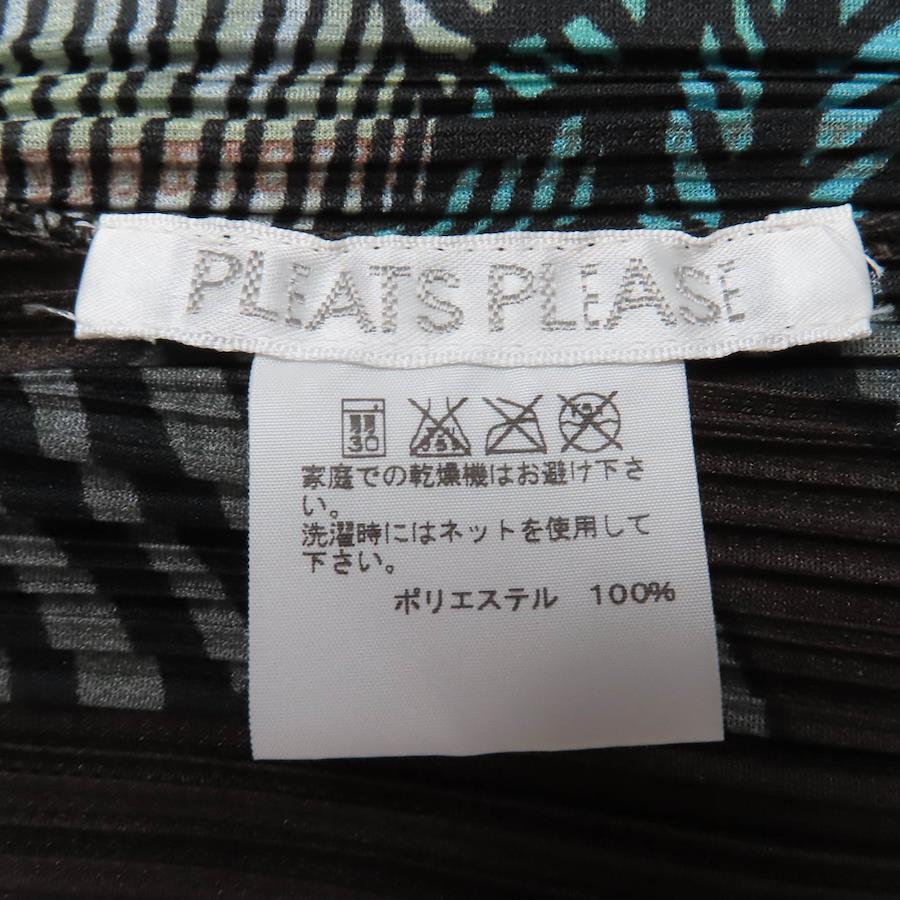 PLEATS PLEASE
弱 30
家庭での乾燥機はお避け下さ
い。
洗濯時にはネットを使用して
下さい。
ポリエステル 100%